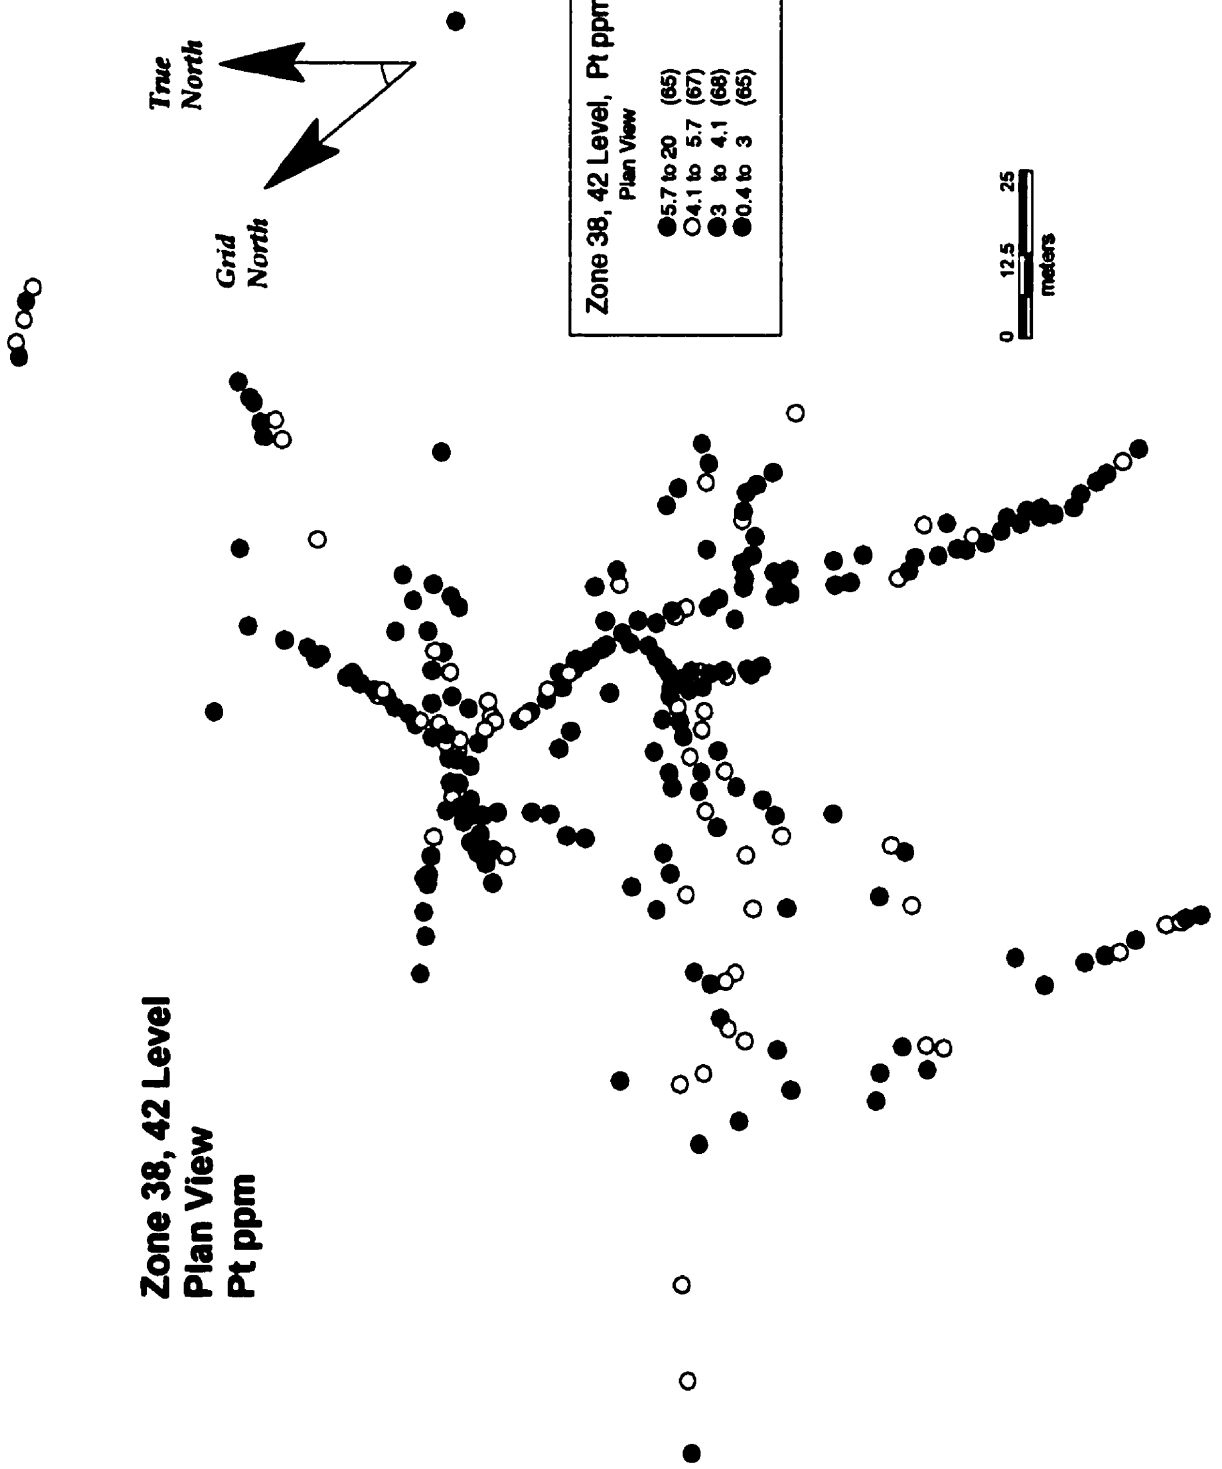 Zone 38, 42 Level
Plan View
Pt ppm
Grid
North
True
North
Zone 38, 42 Level, Pt ppm
Plan View
5.7 to 20 (65)
4.1 to 5.7 (67)
3 to 4.1 (68)
0.4 to 3 (65)
0 12.5 25
meters